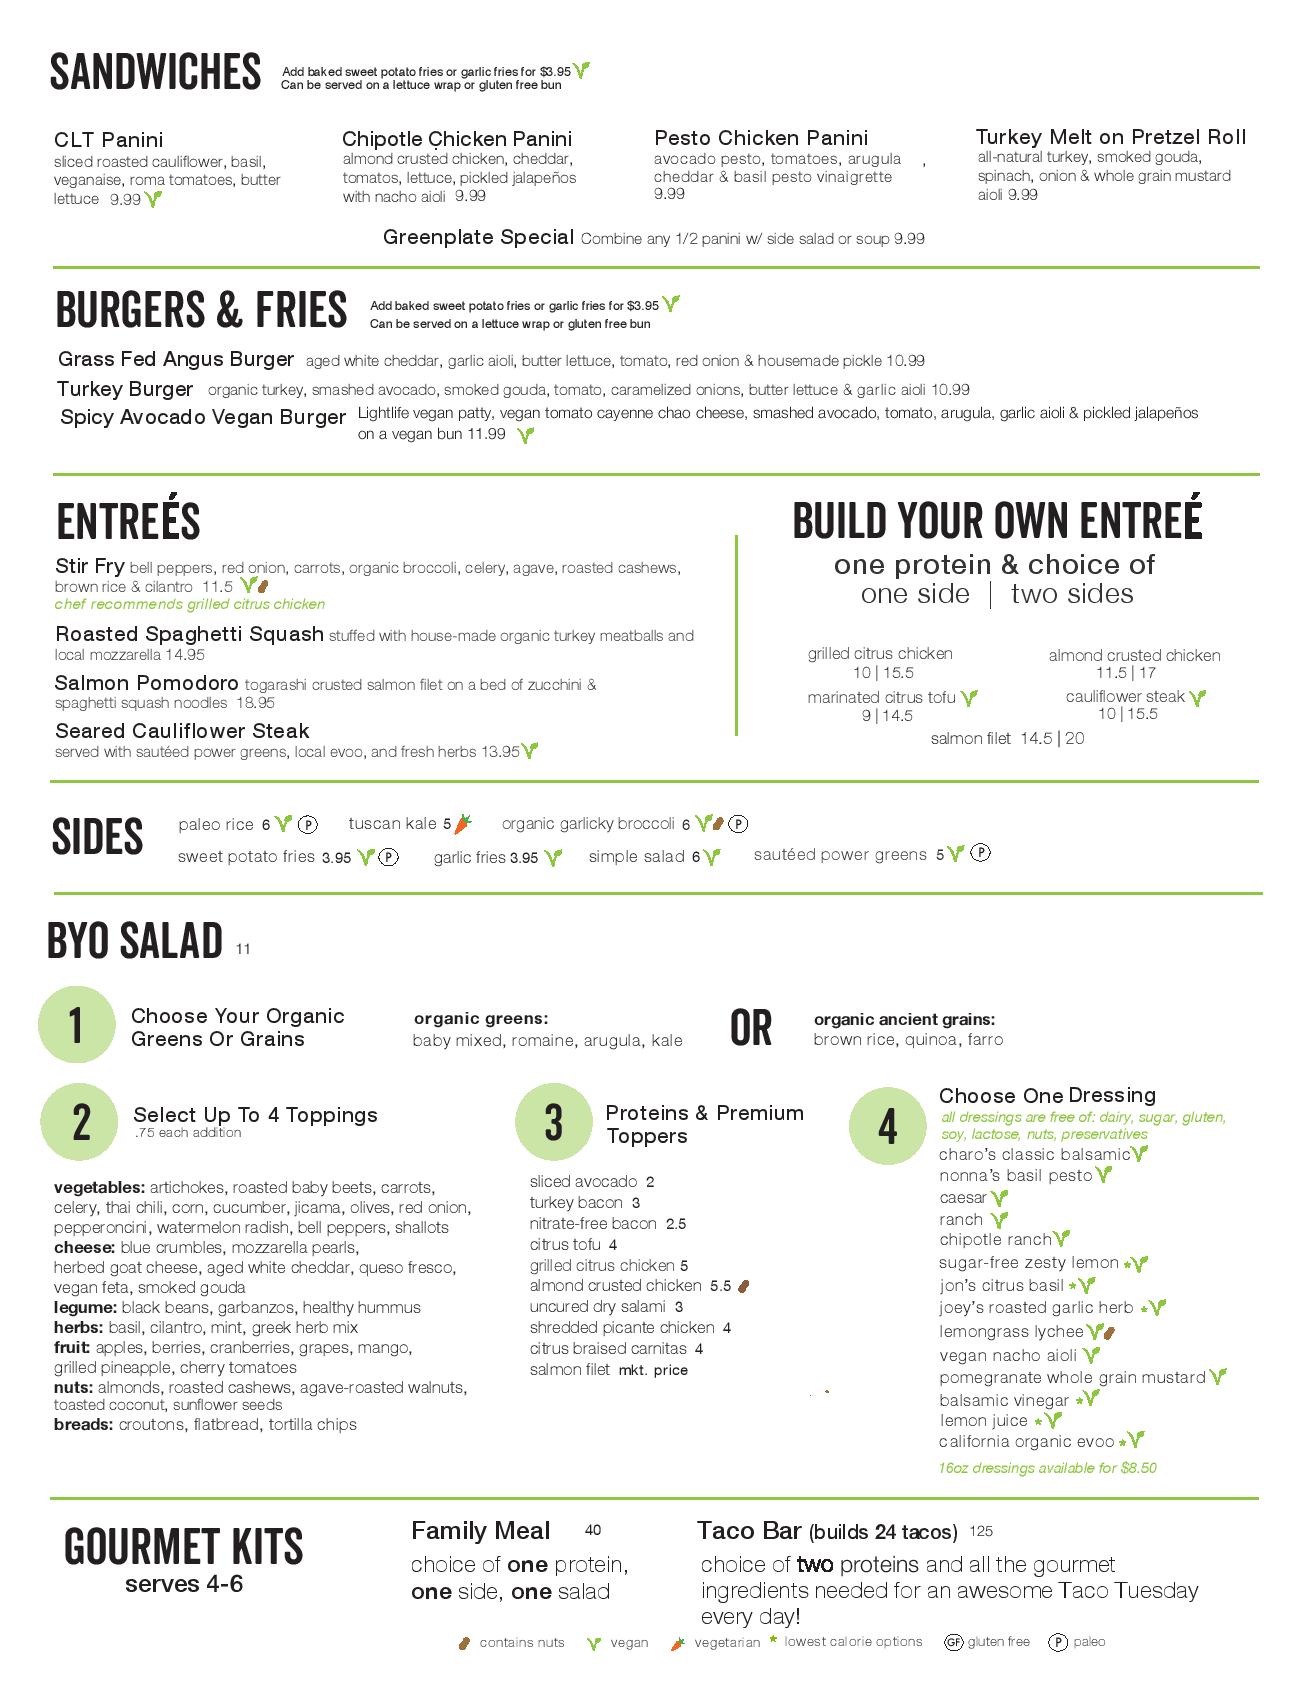 SANDWICHES
Add baked sweet potato fries or garlic fries for $3.95
Can be served on a lettuce wrap or gluten free bun
CLT Panini
sliced roasted cauliflower, basil,
veganaise, roma tomatoes, butter
lettuce 9.99
Chipotle Chicken Panini
almond crusted chicken, cheddar,
tomatos, lettuce, pickled jalapeños
with nacho aioli 9.99
Pesto Chicken Panini
avocado pesto, tomatoes, arugula ,
cheddar & basil pesto vinaigrette
9.99
Turkey Melt on Pretzel Roll
all-natural turkey, smoked gouda,
spinach, onion & whole grain mustard
aioli 9.99
Greenplate Special Combine any 1/2 panini w/ side salad or soup 9.99
BURGERS & FRIES
Add baked sweet potato fries or garlic fries for $3.95
Can be served on a lettuce wrap or gluten free bun
Grass Fed Angus Burger aged white cheddar, garlic aioli, butter lettuce, tomato, red onion & housemade pickle 10.99
Turkey Burger organic turkey, smashed avocado, smoked gouda, tomato, caramelized onions, butter lettuce & garlic aioli 10.99
Spicy Avocado Vegan Burger Lightlife vegan patty, vegan tomato cayenne chao cheese, smashed avocado, tomato, arugula, garlic aioli & pickled jalapeños
on a vegan bun 11.99
ENTREÉS
Stir Fry bell peppers, red onion, carrots, organic broccoli, celery, agave, roasted cashews,
brown rice & cilantro 11.5
chef recommends grilled citrus chicken
Roasted Spaghetti Squash stuffed with house-made organic turkey meatballs and
local mozzarella 14.95
Salmon Pomodoro togarashi crusted salmon filet on a bed of zucchini &
spaghetti squash noodles 18.95
Seared Cauliflower Steak
served with sautéed power greens, local evoo, and fresh herbs 13.95
BUILD YOUR OWN ENTREÉ
one protein & choice of
one side | two sides
grilled citrus chicken
10 | 15.5
almond crusted chicken
11.5 | 17
marinated citrus tofu
9 | 14.5
cauliflower steak
10 | 15.5
salmon filet 14.5 | 20
SIDES
paleo rice 6 P tuscan kale 5 organic garlicky broccoli 6 P
sweet potato fries 3.95 P garlic fries 3.95 simple salad 6 sautéed power greens 5 P
BYO SALAD 11
1
Choose Your Organic
Greens Or Grains
organic greens:
baby mixed, romaine, arugula, kale
OR
organic ancient grains:
brown rice, quinoa, farro
2
Select Up To 4 Toppings
.75 each addition
vegetables: artichokes, roasted baby beets, carrots,
celery, thai chili, corn, cucumber, jicama, olives, red onion,
pepperoncini, watermelon radish, bell peppers, shallots
cheese: blue crumbles, mozzarella pearls,
herbed goat cheese, aged white cheddar, queso fresco,
vegan feta, smoked gouda
legume: black beans, garbanzos, healthy hummus
herbs: basil, cilantro, mint, greek herb mix
fruit: apples, berries, cranberries, grapes, mango,
grilled pineapple, cherry tomatoes
nuts: almonds, roasted cashews, agave-roasted walnuts,
toasted coconut, sunflower seeds
breads: croutons, flatbread, tortilla chips
3
Proteins & Premium
Toppers
sliced avocado 2
turkey bacon 3
nitrate-free bacon 2.5
citrus tofu 4
grilled citrus chicken 5
almond crusted chicken 5.5
uncured dry salami 3
shredded picante chicken 4
citrus braised carnitas 4
salmon filet mkt. price
4
Choose One Dressing
all dressings are free of: dairy, sugar, gluten,
soy, lactose, nuts, preservatives
charo's classic balsamic
nonna's basil pesto
caesar
ranch
chipotle ranch
sugar-free zesty lemon *
jon's citrus basil *
joey's roasted garlic herb *
lemongrass lychee
vegan nacho aioli
pomegranate whole grain mustard
balsamic vinegar *
lemon juice *
california organic evoo *
16oz dressings available for $8.50
GOURMET KITS
serves 4-6
Family Meal 40
choice of one protein,
one side, one salad
Taco Bar (builds 24 tacos) 125
choice of two proteins and all the gourmet
ingredients needed for an awesome Taco Tuesday
every day!
contains nuts vegan vegetarian * lowest calorie options GF gluten free P paleo